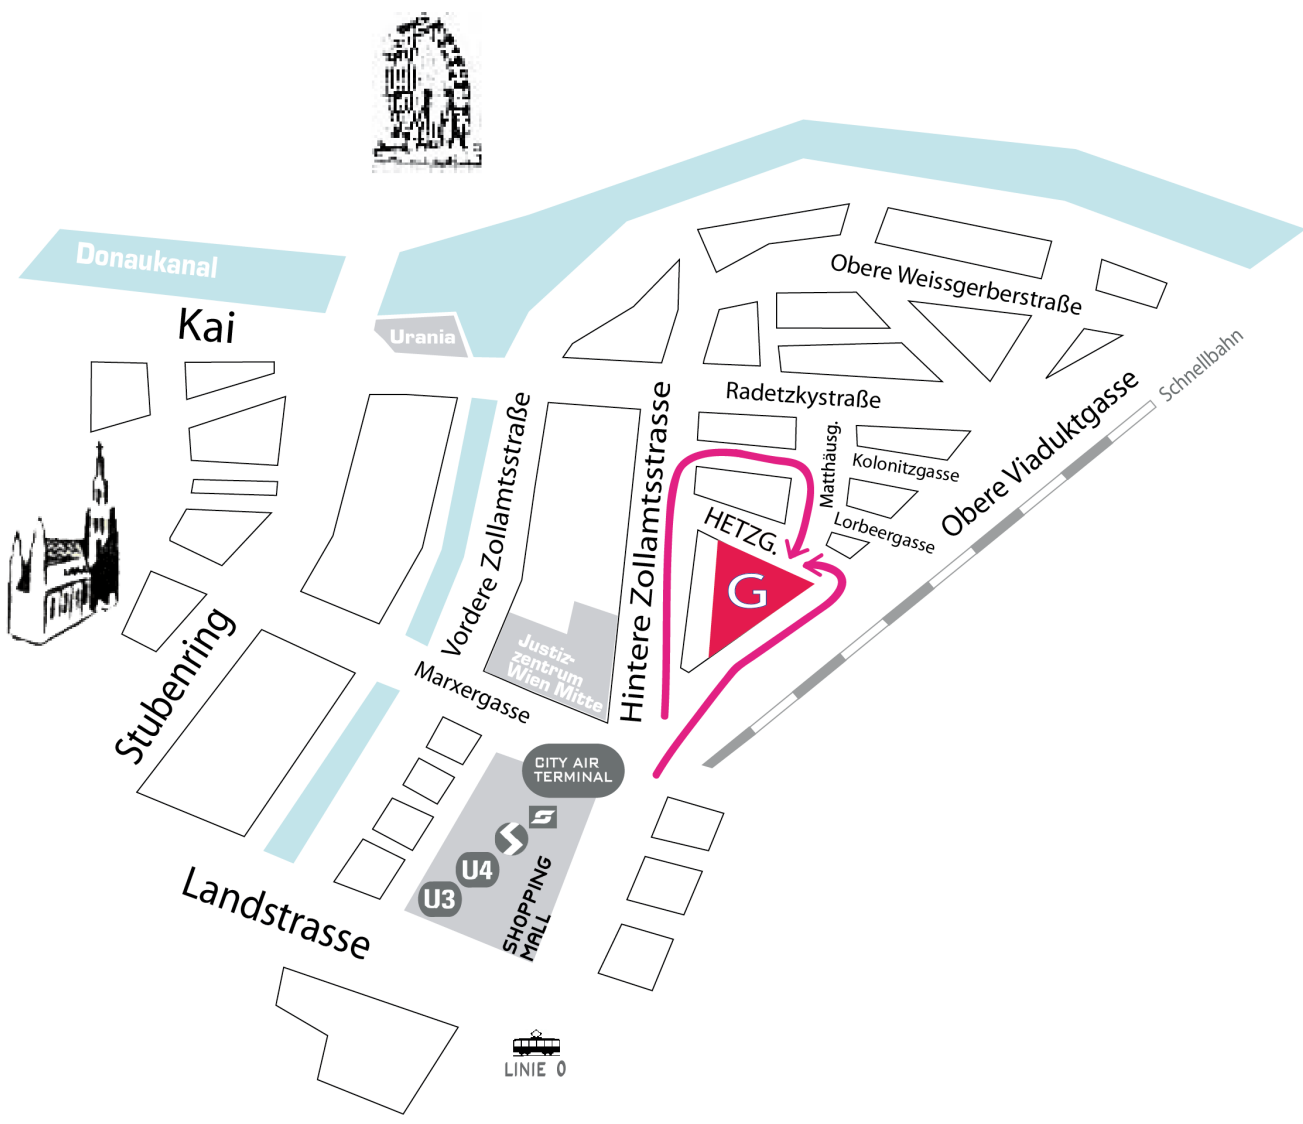 Donaukanal
Kai
Urania
Obere Weissgerberstraße
Schnellbahn
Radetzkystraße
Obere Viaduktgasse
Vordere Zollamtsstraße
Hintere Zollamtsstrasse
Matthäusg.
Kolonitzgasse
Lorbeergasse
HETZG.
G
Stubenring
Justiz-
zentrum
Wien Mitte
Marxergasse
CITY AIR
TERMINAL
S
U4
U3
SHOPPING
MALL
Landstrasse
LINIE O